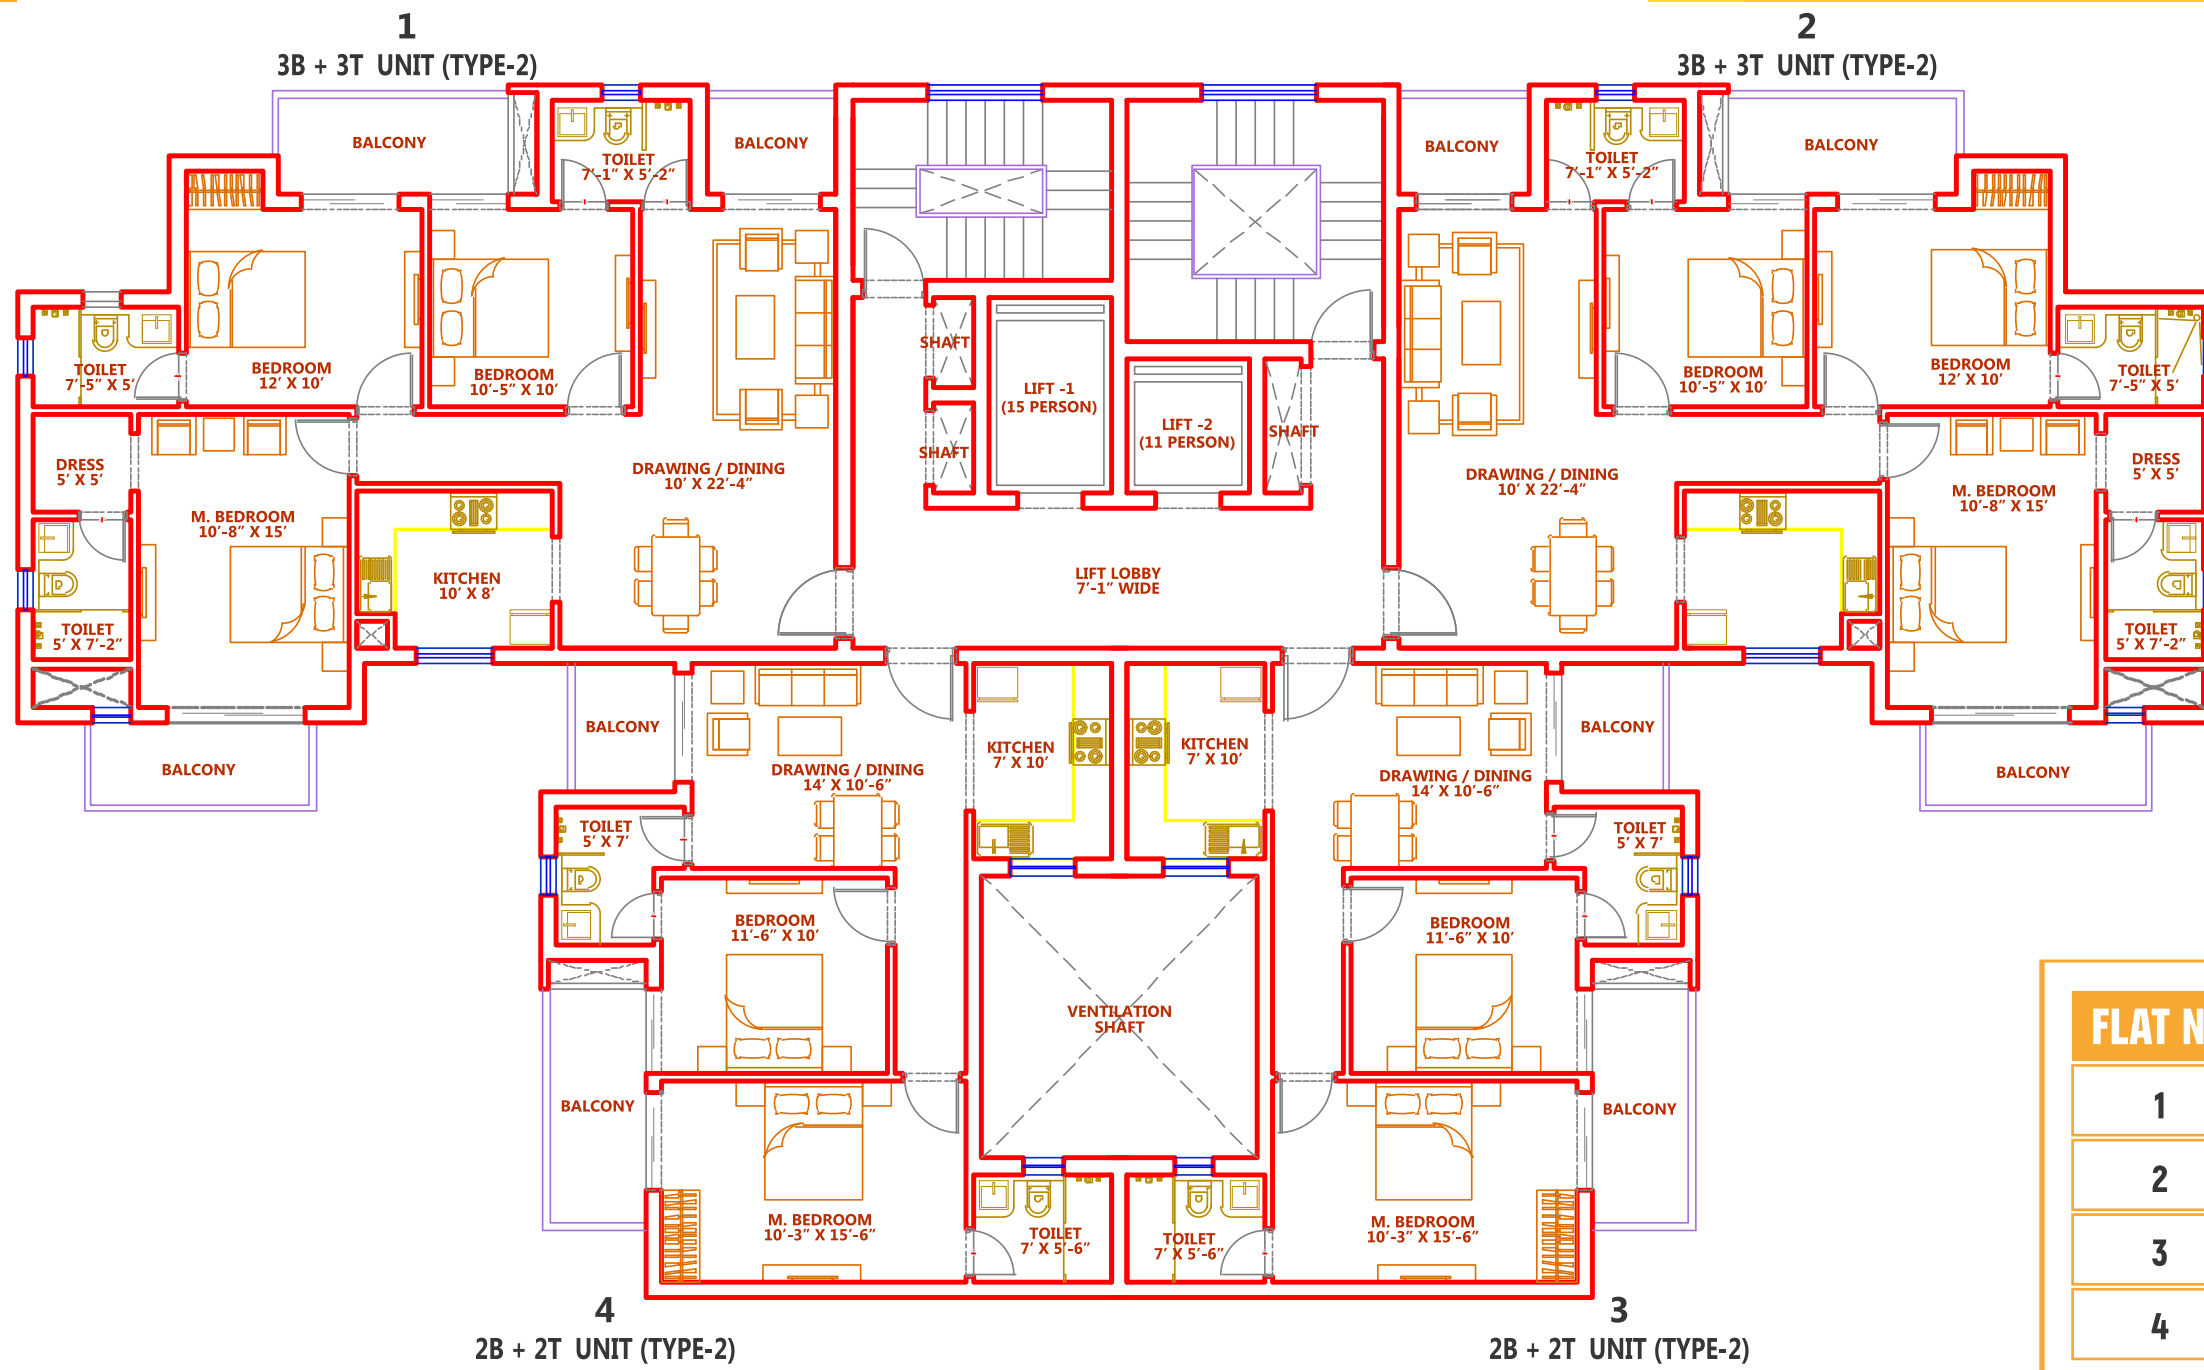 1
3B + 3T UNIT (TYPE-2)
2
3B + 3T UNIT (TYPE-2)
BALCONY
TOILET
7'-1" X 5'-2"
BALCONY
BALCONY
TOILET
7'-1" X 5'-2"
BALCONY
TOILET
7'-5" X 5'
BEDROOM
12' X 10'
BEDROOM
10'-5" X 10'
SHAFT
LIFT -1
(15 PERSON)
LIFT -2
(11 PERSON)
SHAFT
SHAFT
BEDROOM
10'-5" X 10'
BEDROOM
12' X 10'
TOILET
7'-5" X 5'
DRESS
5' X 5'
M. BEDROOM
10'-8" X 15'
DRAWING / DINING
10' X 22'-4"
DRAWING / DINING
10' X 22'-4"
M. BEDROOM
10'-8" X 15'
DRESS
5' X 5'
KITCHEN
10' X 8'
LIFT LOBBY
7'-1" WIDE
TOILET
5' X 7'-2"
TOILET
5' X 7'-2"
BALCONY
BALCONY
DRAWING / DINING
14' X 10'-6"
KITCHEN
7' X 10'
KITCHEN
7' X 10'
DRAWING / DINING
14' X 10'-6"
BALCONY
BALCONY
TOILET
5' X 7'
TOILET
5' X 7'
BEDROOM
11'-6" X 10'
BEDROOM
11'-6" X 10'
VENTILATION
SHAFT
BALCONY
BALCONY
M. BEDROOM
10'-3" X 15'-6"
TOILET
7' X 5'-6"
TOILET
7' X 5'-6"
M. BEDROOM
10'-3" X 15'-6"
4
2B + 2T UNIT (TYPE-2)
3
2B + 2T UNIT (TYPE-2)
FLAT N
1
2
3
4